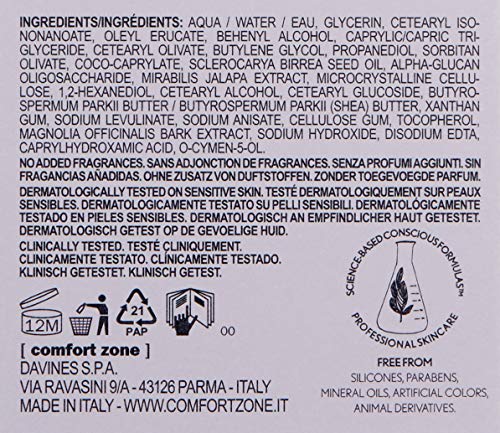 INGREDIENTS/INGRÉDIENTS: AQUA / WATER / EAU, GLYCERIN, CETEARYL ISO-
NONANOATE, OLEYL ERUCATE, BEHENYL ALCOHOL, CAPRYLIC/CAPRIC TRI-
GLYCERIDE, CETEARYL OLIVATE, BUTYLENE GLYCOL, PROPANEDIOL, SORBITAN
OLIVATE, COCO-CAPRYLATE, SCLEROCARYA BIRREA SEED OIL, ALPHA-GLUCAN
OLIGOSACCHARIDE, MIRABILIS JALAPA EXTRACT, MICROCRYSTALLINE CELLU-
LOSE, 1,2-HEXANEDIOL, CETEARYL ALCOHOL, CETEARYL GLUCOSIDE, BUTYRO-
SPERMUM PARKII BUTTER / BUTYROSPERMUM PARKII (SHEA) BUTTER, XANTHAN
GUM, SODIUM LEVULINATE, SODIUM ANISATE, CELLULOSE GUM, TOCOPHEROL,
MAGNOLIA OFFICINALIS BARK EXTRACT, SODIUM HYDROXIDE, DISODIUM EDTA,
CAPRYLHYDROXAMIC ACID, O-CYMEN-5-OL.
NO ADDED FRAGRANCES. SANS ADJONCTION DE FRAGRANCES. SENZA PROFUMI AGGIUNTI. SIN
FRAGANCIAS AÑADIDAS. OHNE ZUSATZ VON DUFTSTOFFEN. ZONDER TOEGEVOEGDE PARFUM.
DERMATOLOGICALLY TESTED ON SENSITIVE SKIN. TESTÉ DERMATOLOGIQUEMENT SUR PEAUX
SENSIBLES. DERMATOLOGICAMENTE TESTATO SU PELLI SENSIBILI. DERMATOLÓGICAMENTE
TESTADO EN PIELES SENSIBLES. DERMATOLOGISCH AN EMPFINDLICHER HAUT GETESTET.
DERMATOLOGISCH GETEST OP DE GEVOELIGE HUID.
CLINICALLY TESTED. TESTÉ CLINIQUEMENT.
CLINICAMENTE TESTATO. CLÍNICAMENTE TESTADO.
KLINISCH GETESTET. KLINISCH GETEST.
SCIENCE-BASED CONSCIOUS FORMULAS™
PROFESSIONAL SKINCARE
12M
21
PAP
00
[ comfort zone ]
DAVINES S.P.A.
VIA RAVASINI 9/A - 43126 PARMA - ITALY
MADE IN ITALY - WWW.COMFORTZONE.IT
FREE FROM
SILICONES, PARABENS,
MINERAL OILS, ARTIFICIAL COLORS,
ANIMAL DERIVATIVES.